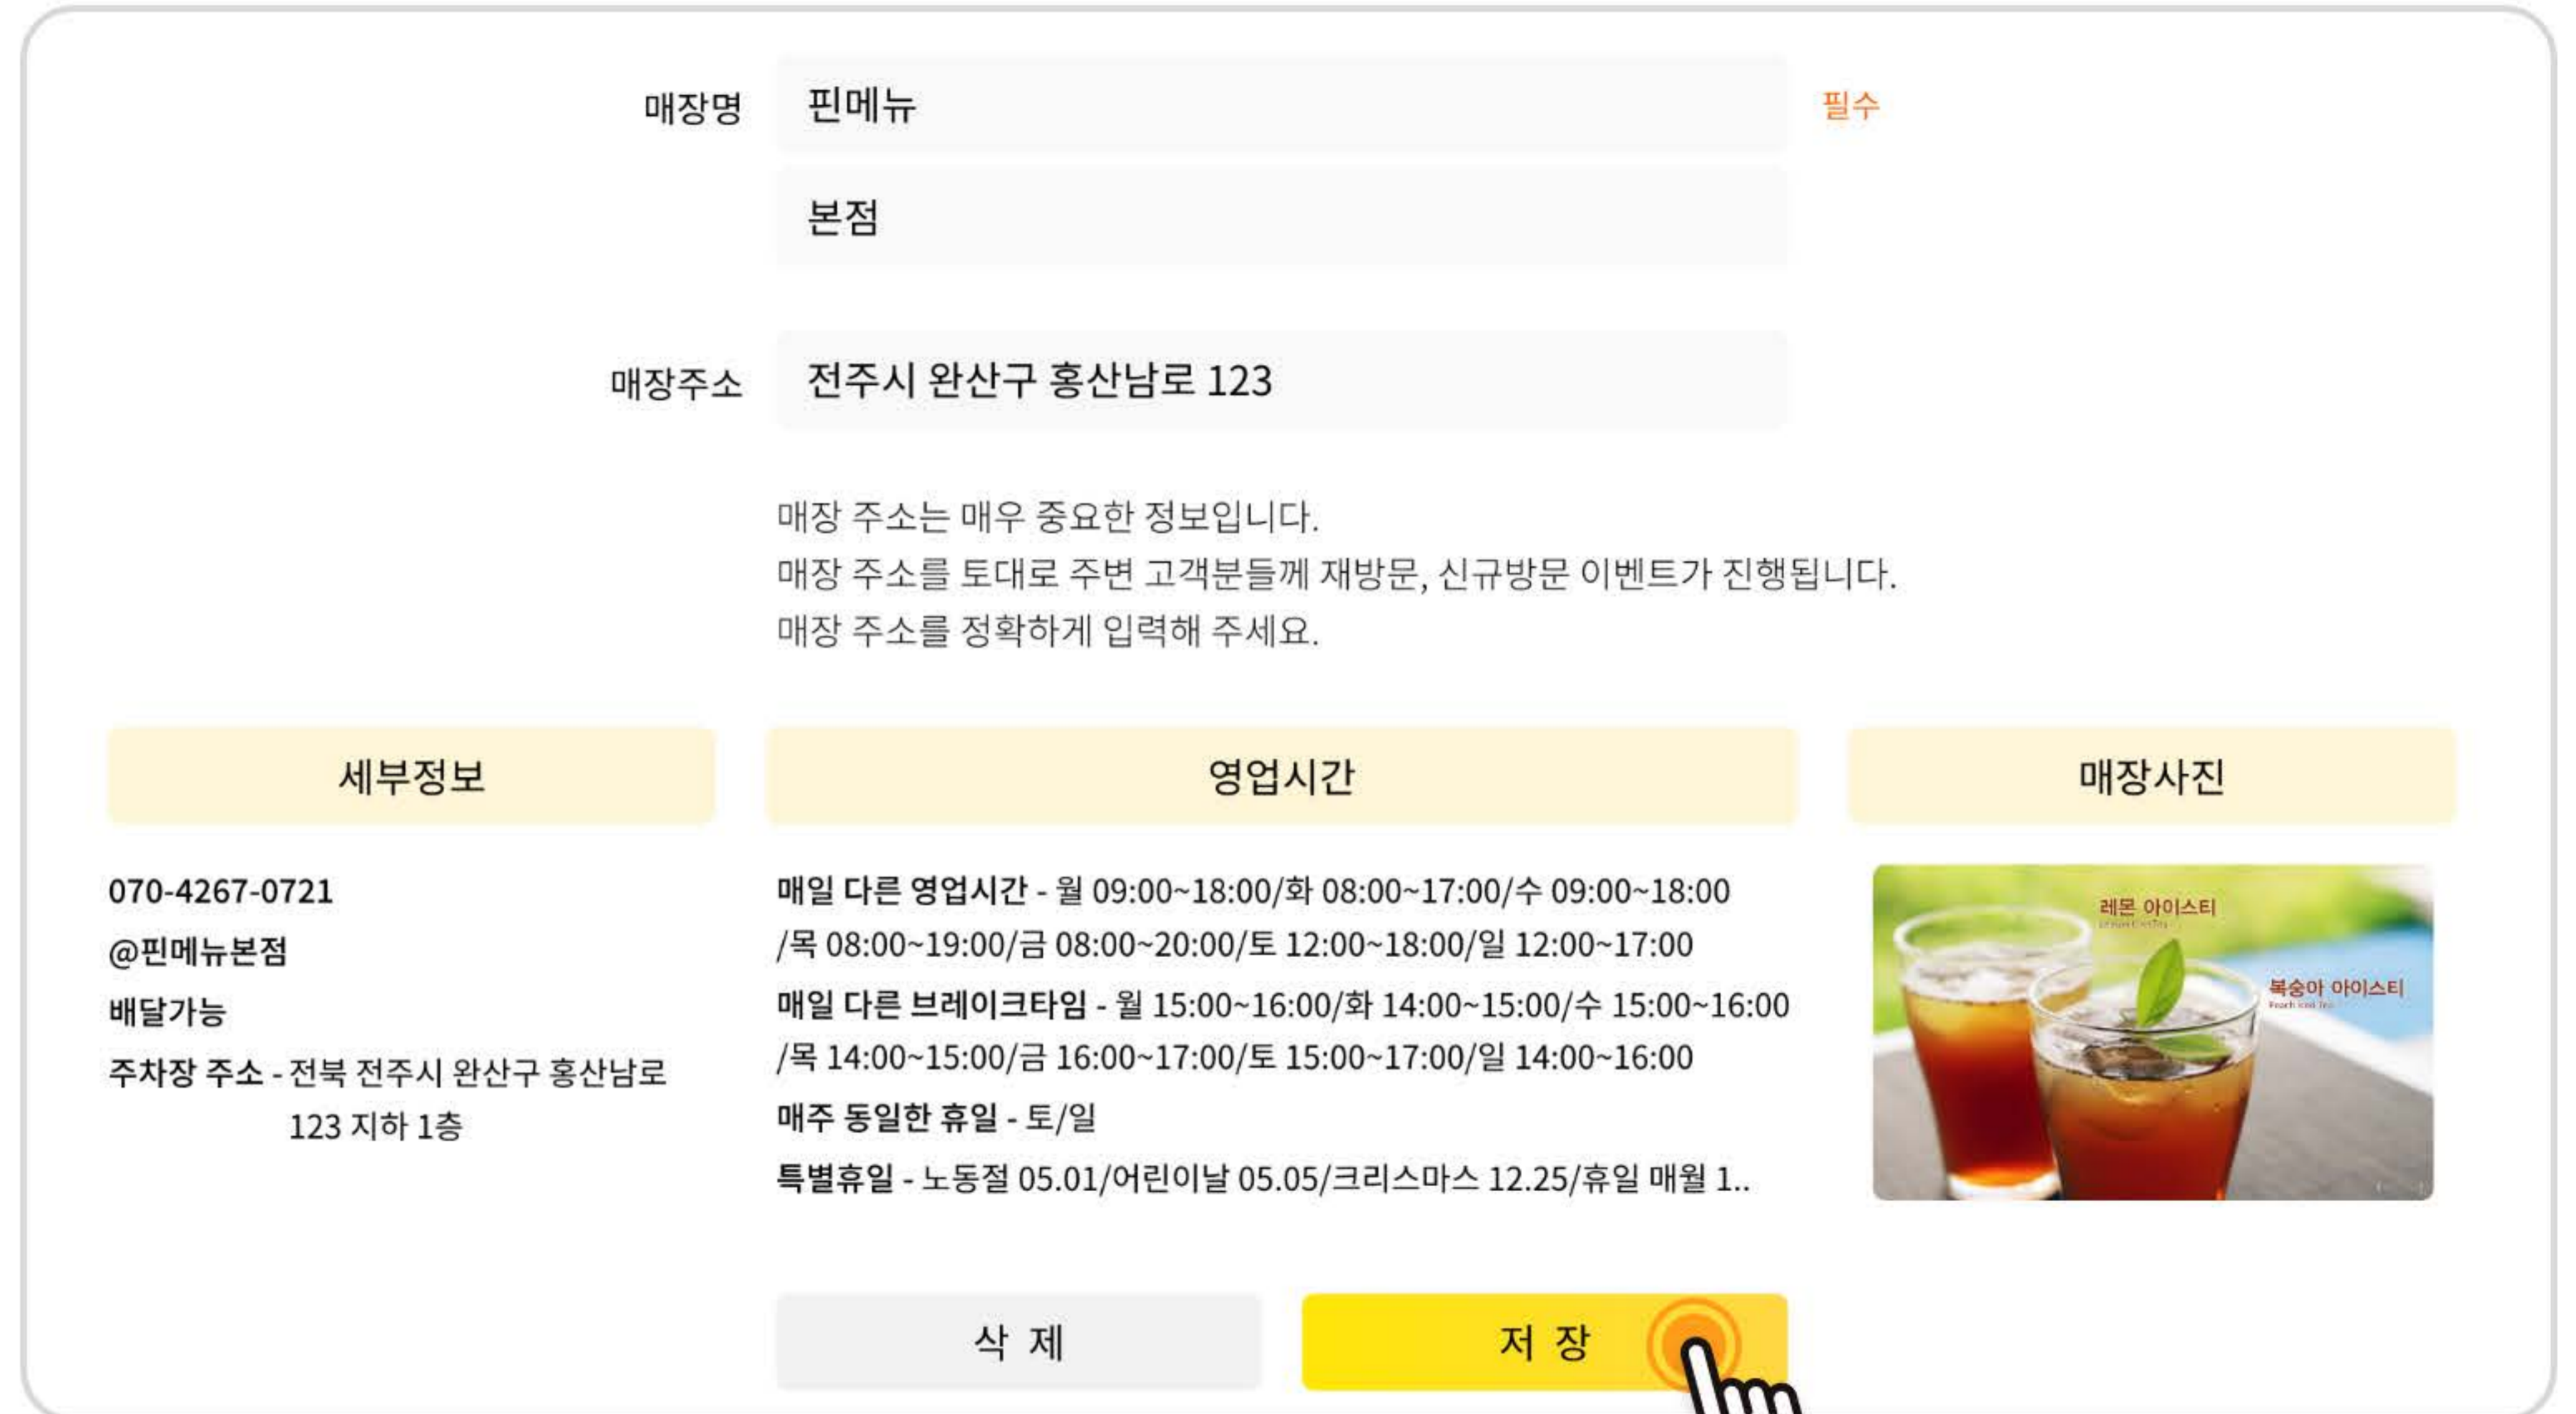 매장명 핀메뉴 필수
본점
매장주소 전주시 완산구 홍산남로 123
매장 주소는 매우 중요한 정보입니다.
매장 주소를 토대로 주변 고객분들께 재방문, 신규방문 이벤트가 진행됩니다.
매장 주소를 정확하게 입력해 주세요.
세부정보
070-4267-0721
@핀메뉴본점
배달가능
주차장 주소 - 전북 전주시 완산구 홍산남로
123 지하 1층
영업시간
매일 다른 영업시간 - 월 09:00~18:00/화 08:00~17:00/수 09:00~18:00
/목 08:00~19:00/금 08:00~20:00/토 12:00~18:00/일 12:00~17:00
매일 다른 브레이크타임 - 월 15:00~16:00/화 14:00~15:00/수 15:00~16:00
/목 14:00~15:00/금 16:00~17:00/토 15:00~17:00/일 14:00~16:00
매주 동일한 휴일 - 토/일
특별휴일 - 노동절 05.01/어린이날 05.05/크리스마스 12.25/휴일 매월 1..
매장사진
레몬 아이스티
복숭아 아이스티
Peach Iced Tea
삭 제
저 장